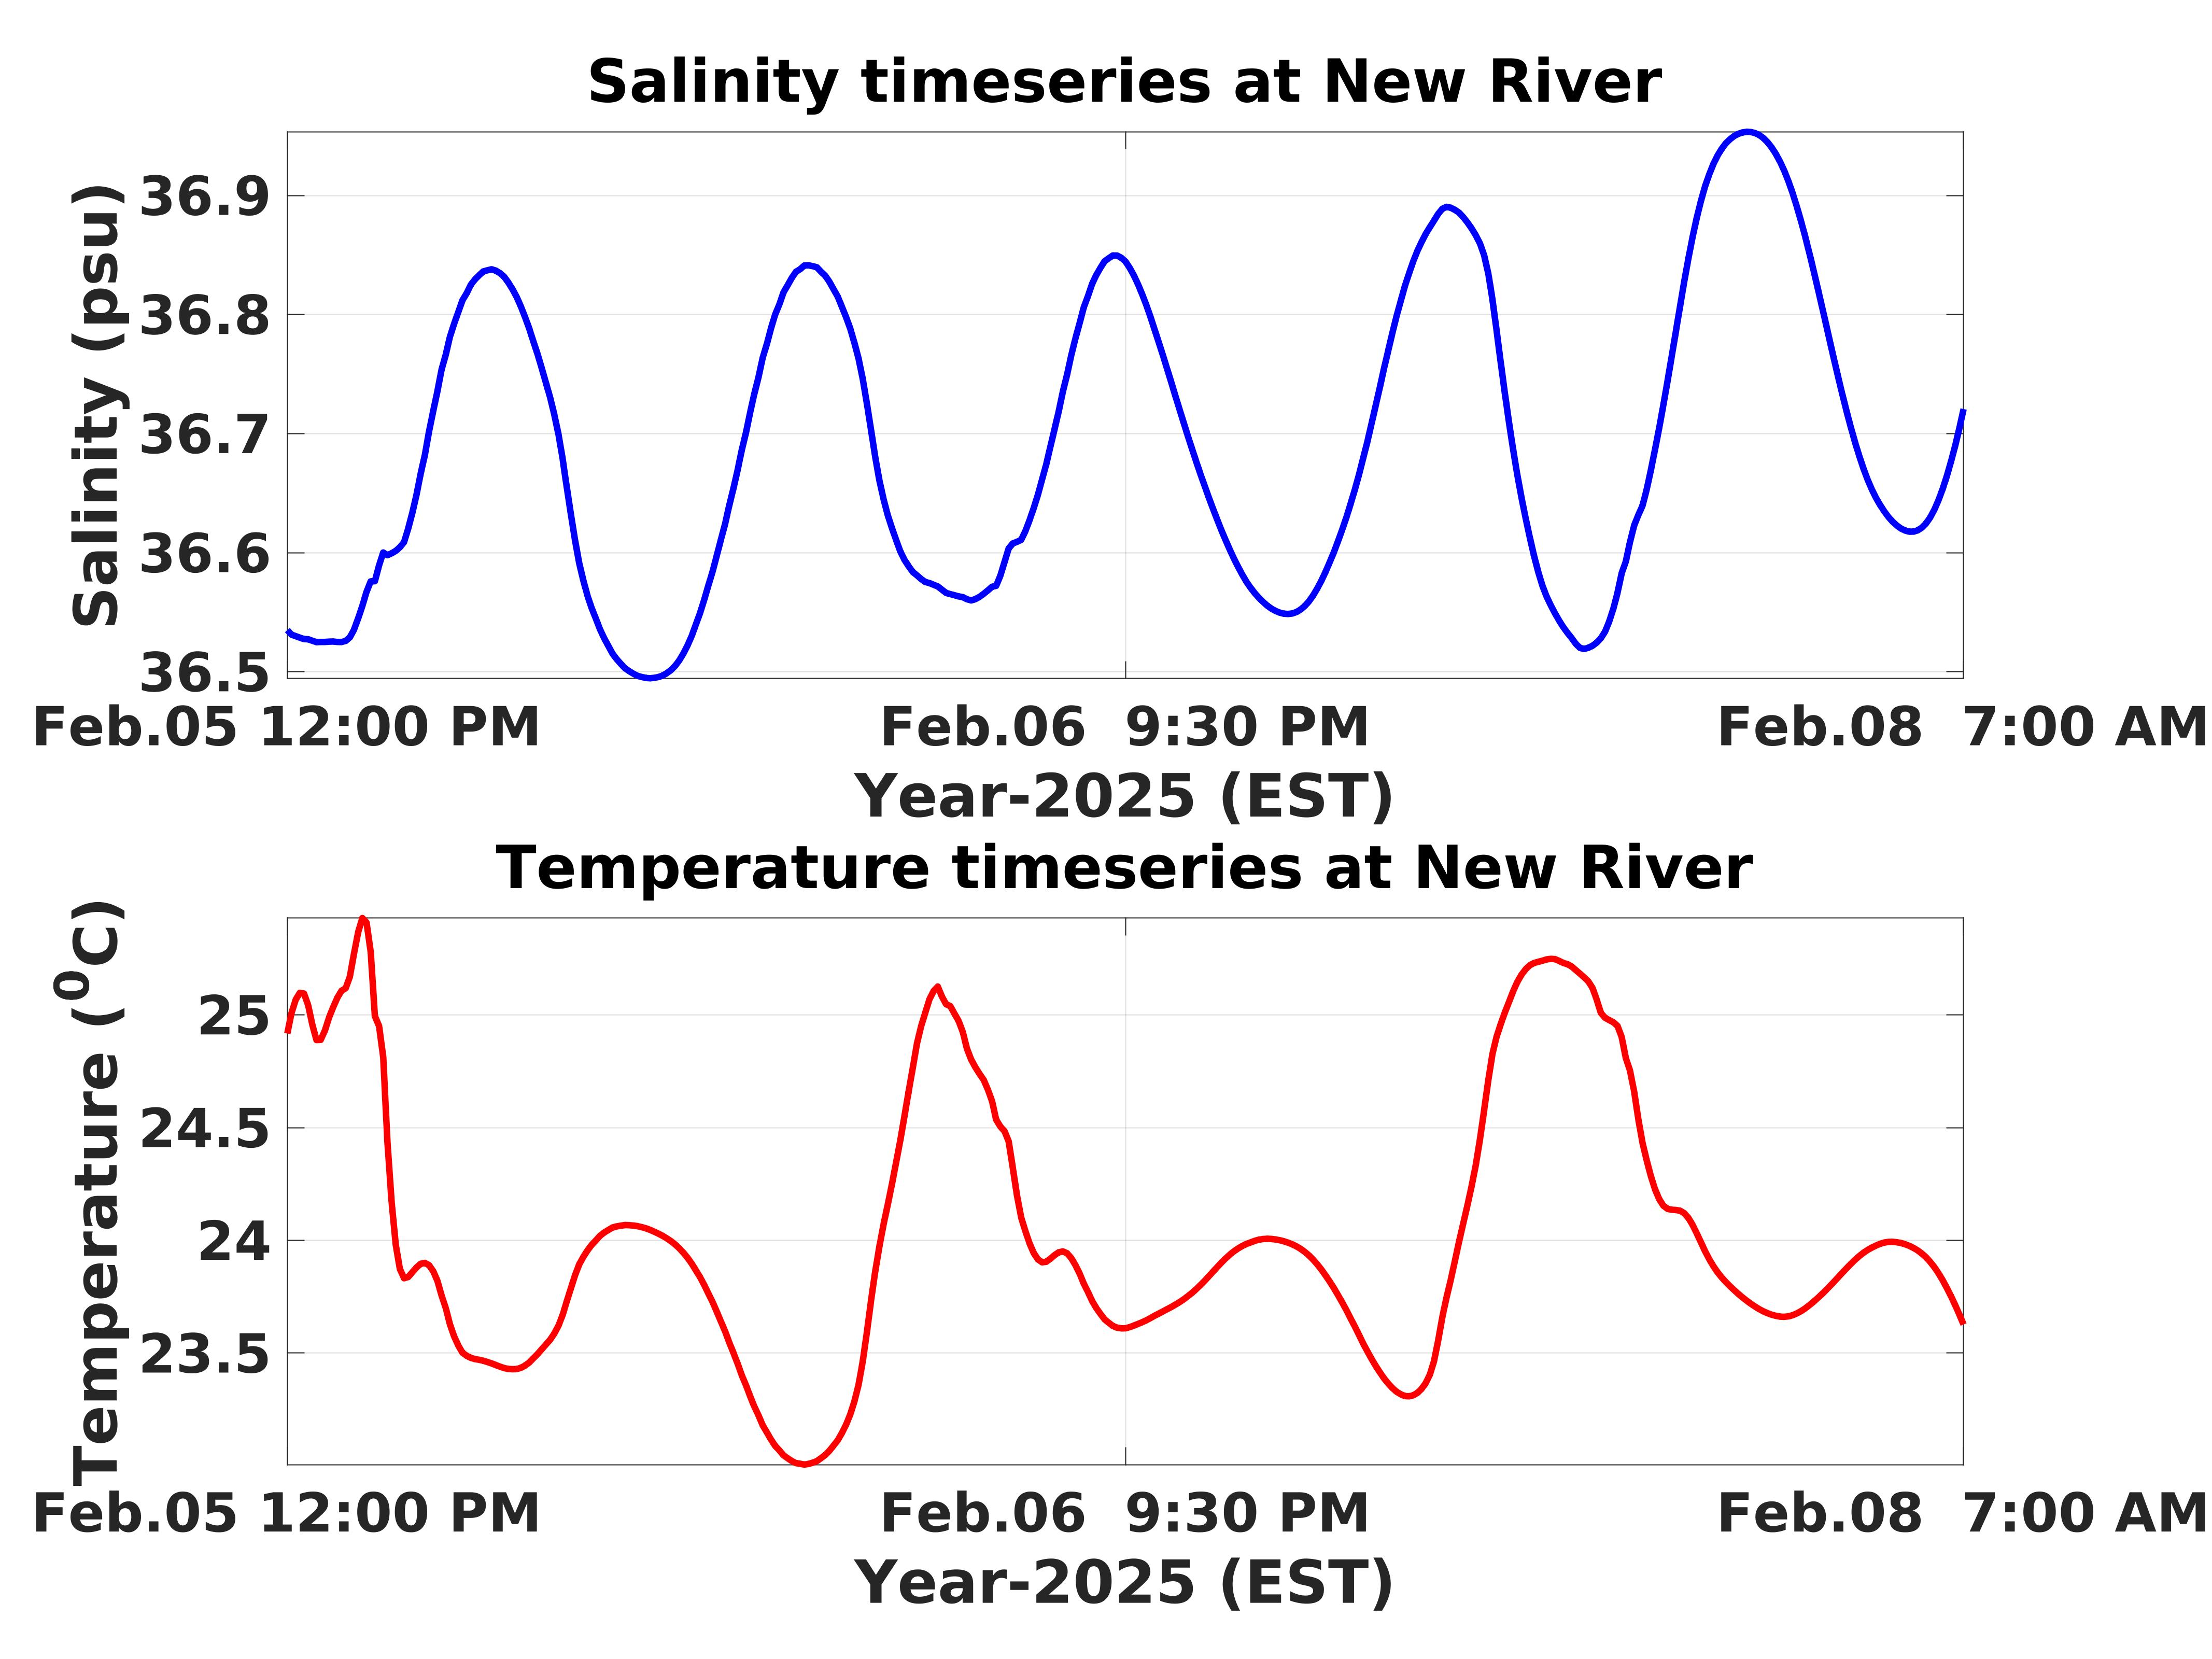 Salinity timeseries at New River
Salinity (psu)
36.9
36.8
36.7
36.6
36.5
Feb.05 12:00 PM Feb.06  9:30 PM Feb.08  7:00 AM
Year-2025 (EST)
Temperature timeseries at New River
Temperature (⁰C)
25
24.5
24
23.5
Feb.05 12:00 PM Feb.06  9:30 PM Feb.08  7:00 AM
Year-2025 (EST)